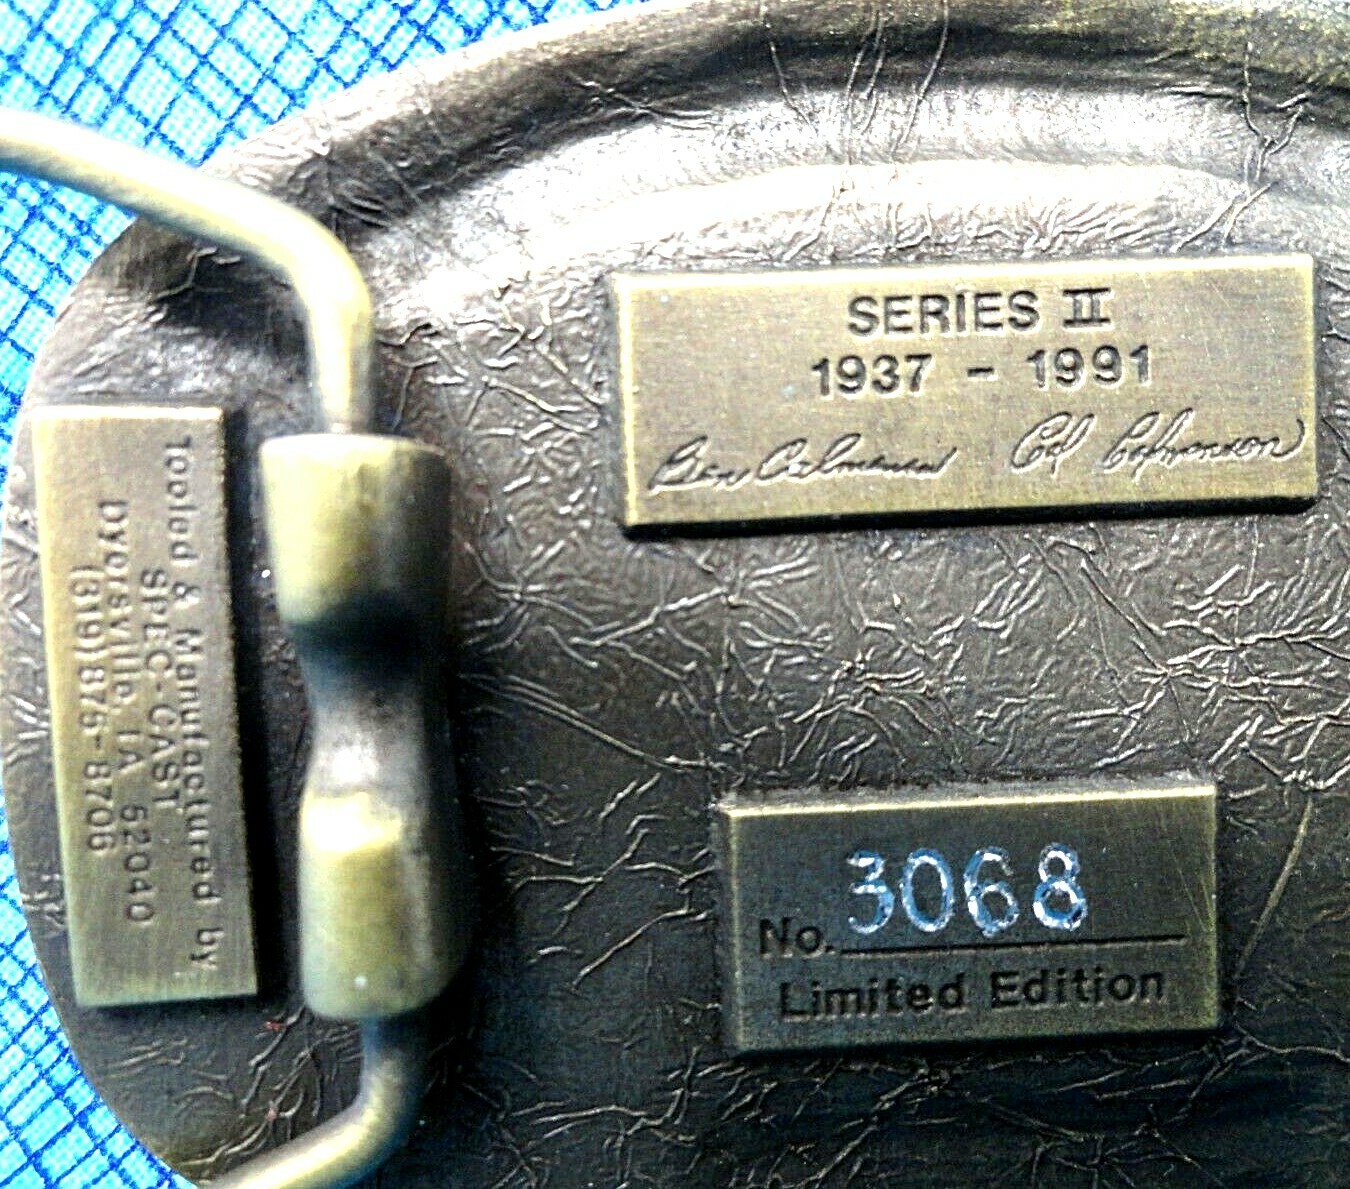 SERIES II
1937 - 1991
Ben
No. 3068
Limited Edition
Tooled & Manufactured by
SPEC-CAST
Dyersville, IA 52040
(319)875-8706